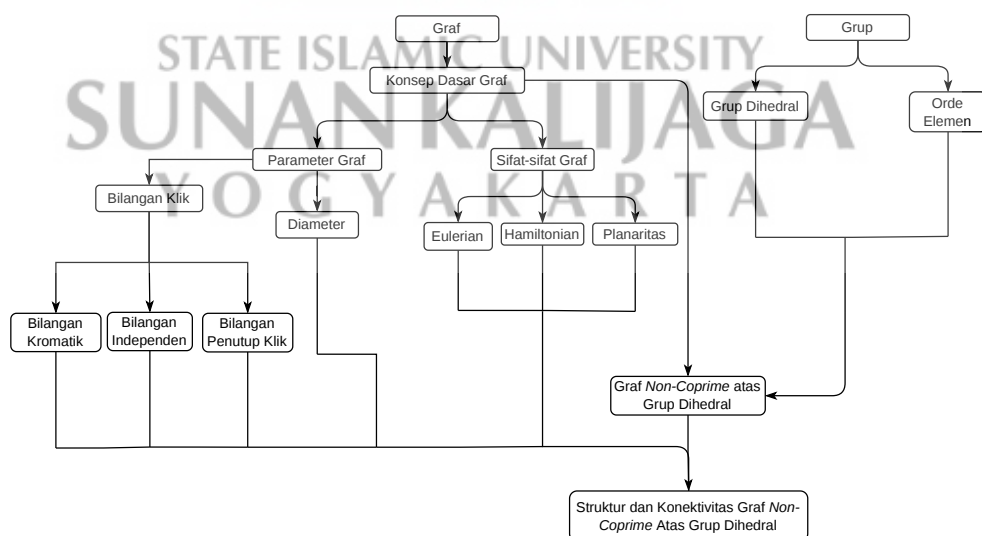 Graf
Grup
STATE ISLAMIC UNIVERSITY
Konsep Dasar Graf
SUNAN KALIJAGA
Grup Dihedral
Orde
Elemen
Parameter Graf
Sifat-sifat Graf
YOGYAKARTA
Bilangan Klik
Diameter
Eulerian
Hamiltonian
Planaritas
Bilangan
Kromatik
Bilangan
Independen
Bilangan
Penutup Klik
Graf Non-Coprime atas
Grup Dihedral
Struktur dan Konektivitas Graf Non-
Coprime Atas Grup Dihedral